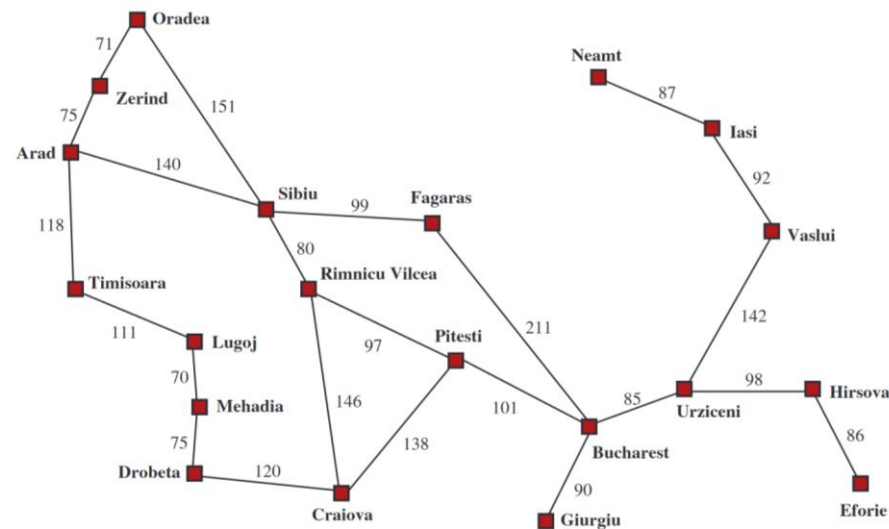 Oradea
71
Neamt
87
Zerind
151
75
Iasi
Arad
140
92
Sibiu
Fagaras
99
118
Vaslui
80
Timisoara
Rimnicu Vilcea
142
111
Lugoj
97
Pitesti
211
70
98
Hirsova
Mehadia
146
101
85
Urziceni
75
138
86
Bucharest
Drobeta
120
90
Craiova
Giurgiu
Eforie